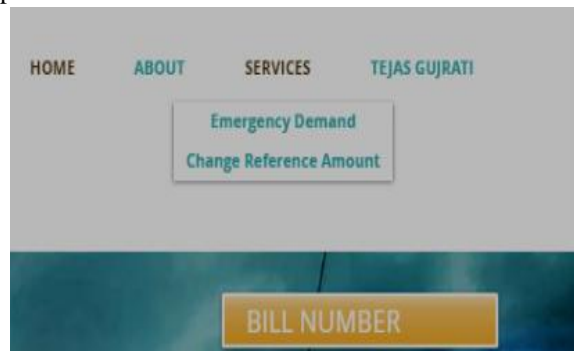 HOME ABOUT SERVICES TEJAS GUJRATI
Emergency Demand
Change Reference Amount
BILL NUMBER